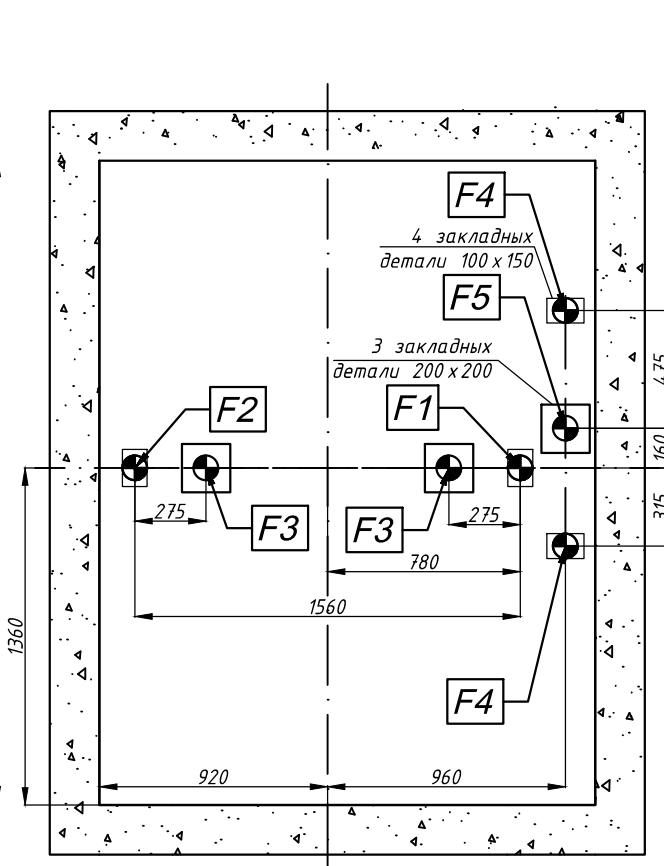 F4
4 закладных
детали 100 x 150
F5
475
3 закладных
детали 200 x 200
F2
F1
160
275
F3
F3
275
315
780
1560
1360
F4
920
960